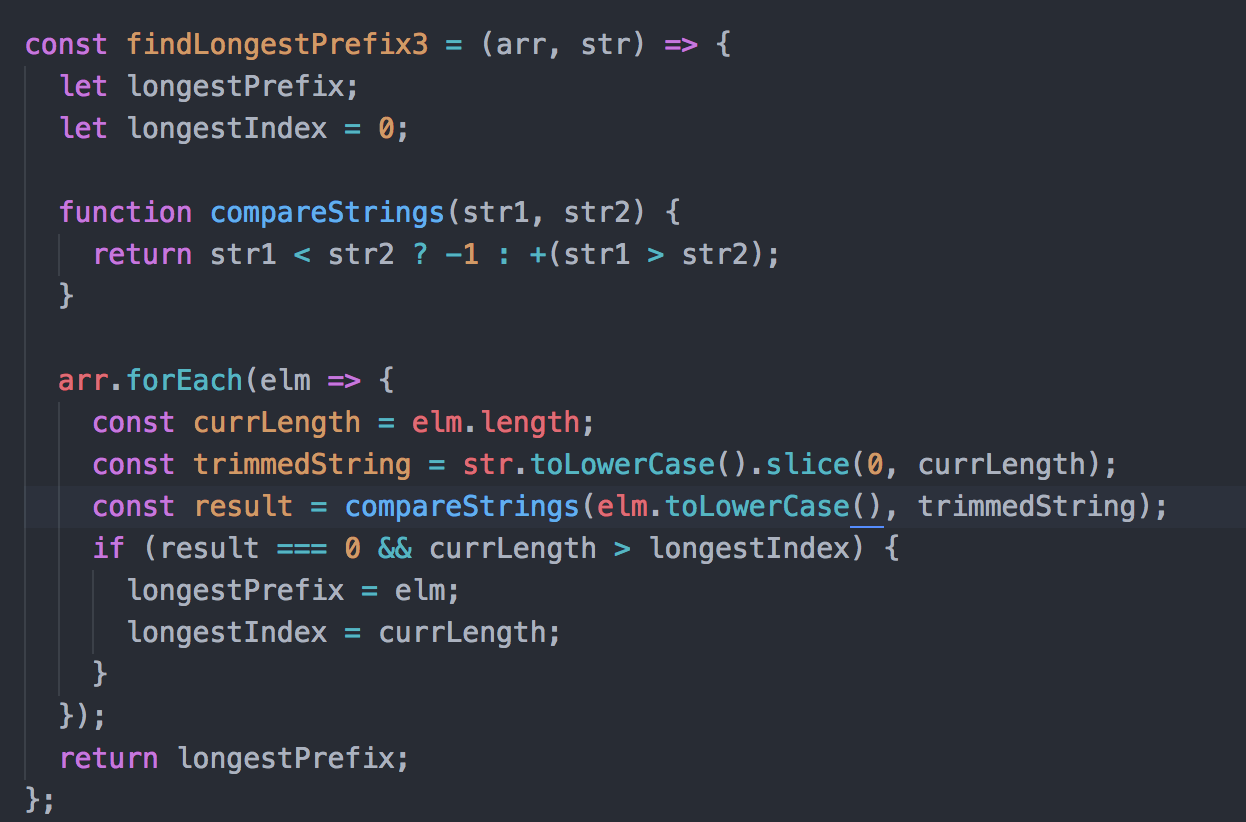 const findLongestPrefix3 = (arr, str) => {
  let longestPrefix;
  let longestIndex = 0;

  function compareStrings(str1, str2) {
    return str1 < str2 ? -1 : +(str1 > str2);
  }

  arr.forEach(elm => {
    const currLength = elm.length;
    const trimmedString = str.toLowerCase().slice(0, currLength);
    const result = compareStrings(elm.toLowerCase(), trimmedString);
    if (result === 0 && currLength > longestIndex) {
      longestPrefix = elm;
      longestIndex = currLength;
    }
  });
  return longestPrefix;
};